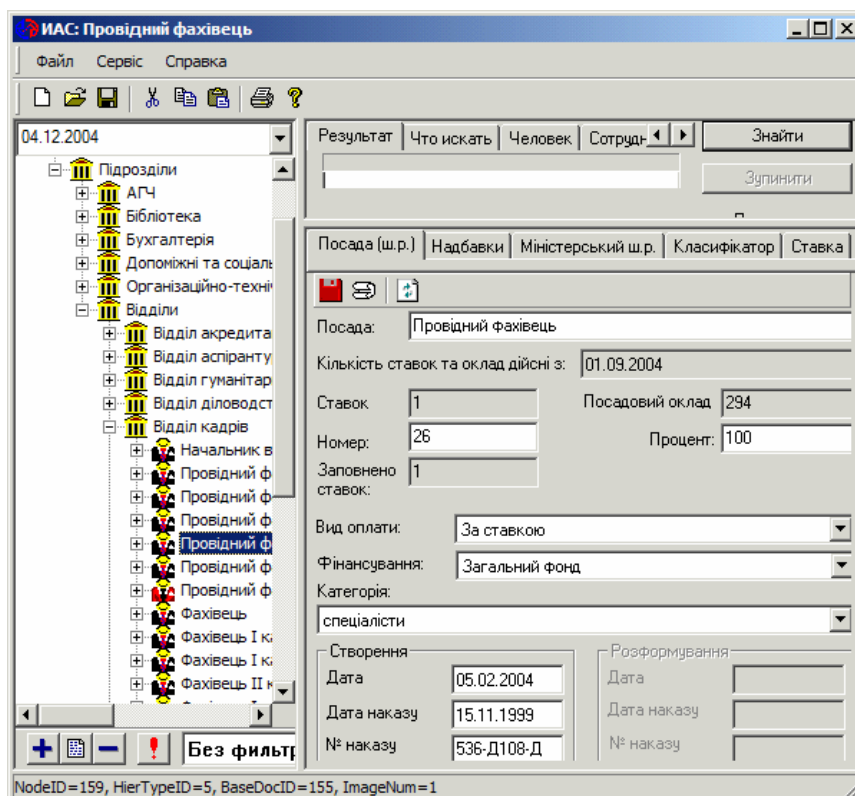 ИАС: Провідний фахівець
Файл Сервіс Справка
04.12.2004
Підрозділи
АГЧ
Бібліотека
Бухгалтерія
Допоміжні та соціаль
Організаційно-техніч
Відділи
Відділ акредита
Відділ аспіранту
Відділ гуманітар
Відділ діловодст
Відділ кадрів
Начальник в
Провідний ф
Провідний ф
Провідний ф
Провідний ф
Провідний ф
Провідний ф
Фахівець
Фахівець I ка
Фахівець I ка
Фахівець II к
Без фильтр
Результат Что искать Человек Сотрудн
Знайти
Зупинити
Посада (ш.р.) Надбавки Міністерський ш.р. Класифікатор Ставка
Посада: Провідний фахівець
Кількість ставок та оклад дійсні з: 01.09.2004
Ставок 1 Посадовий оклад 294
Номер: 26 Процент: 100
Заповнено ставок: 1
Вид оплати: За ставкою
Фінансування: Загальний фонд
Категорія:
спеціалісти
Створення
Дата 05.02.2004
Дата наказу 15.11.1999
№ наказу 536-Д108-Д
Розформування
Дата
Дата наказу
№ наказу
NodeID=159, HierTypeID=5, BaseDocID=155, ImageNum=1